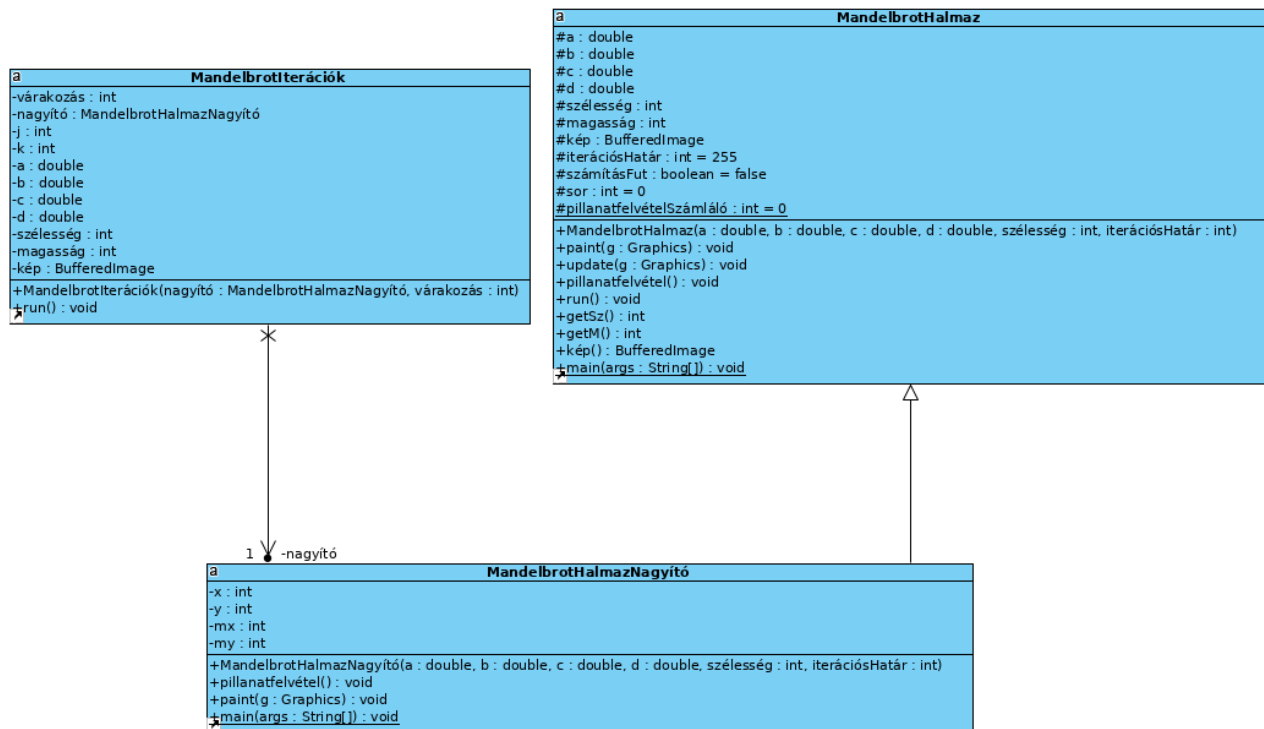 a
MandelbrotIterációk
-várakozás : int
-nagyító : MandelbrotHalmazNagyító
-j : int
-k : int
-a : double
-b : double
-c : double
-d : double
-szélesség : int
-magasság : int
-kép : BufferedImage
+MandelbrotIterációk(nagyító : MandelbrotHalmazNagyító, várakozás : int)
+run() : void
a
MandelbrotHalmaz
#a : double
#b : double
#c : double
#d : double
#szélesség : int
#magasság : int
#kép : BufferedImage
#iterációsHatár : int = 255
#számításFut : boolean = false
#sor : int = 0
#pillanatfelvételSzámláló : int = 0
+MandelbrotHalmaz(a : double, b : double, c : double, d : double, szélesség : int, iterációsHatár : int)
+paint(g : Graphics) : void
+update(g : Graphics) : void
+pillanatfelvétel() : void
+run() : void
+getSz() : int
+getM() : int
+kép() : BufferedImage
+main(args : String[]) : void
1 -nagyító
a
MandelbrotHalmazNagyító
-x : int
-y : int
-mx : int
-my : int
+MandelbrotHalmazNagyító(a : double, b : double, c : double, d : double, szélesség : int, iterációsHatár : int)
+pillanatfelvétel() : void
+paint(g : Graphics) : void
+main(args : String[]) : void